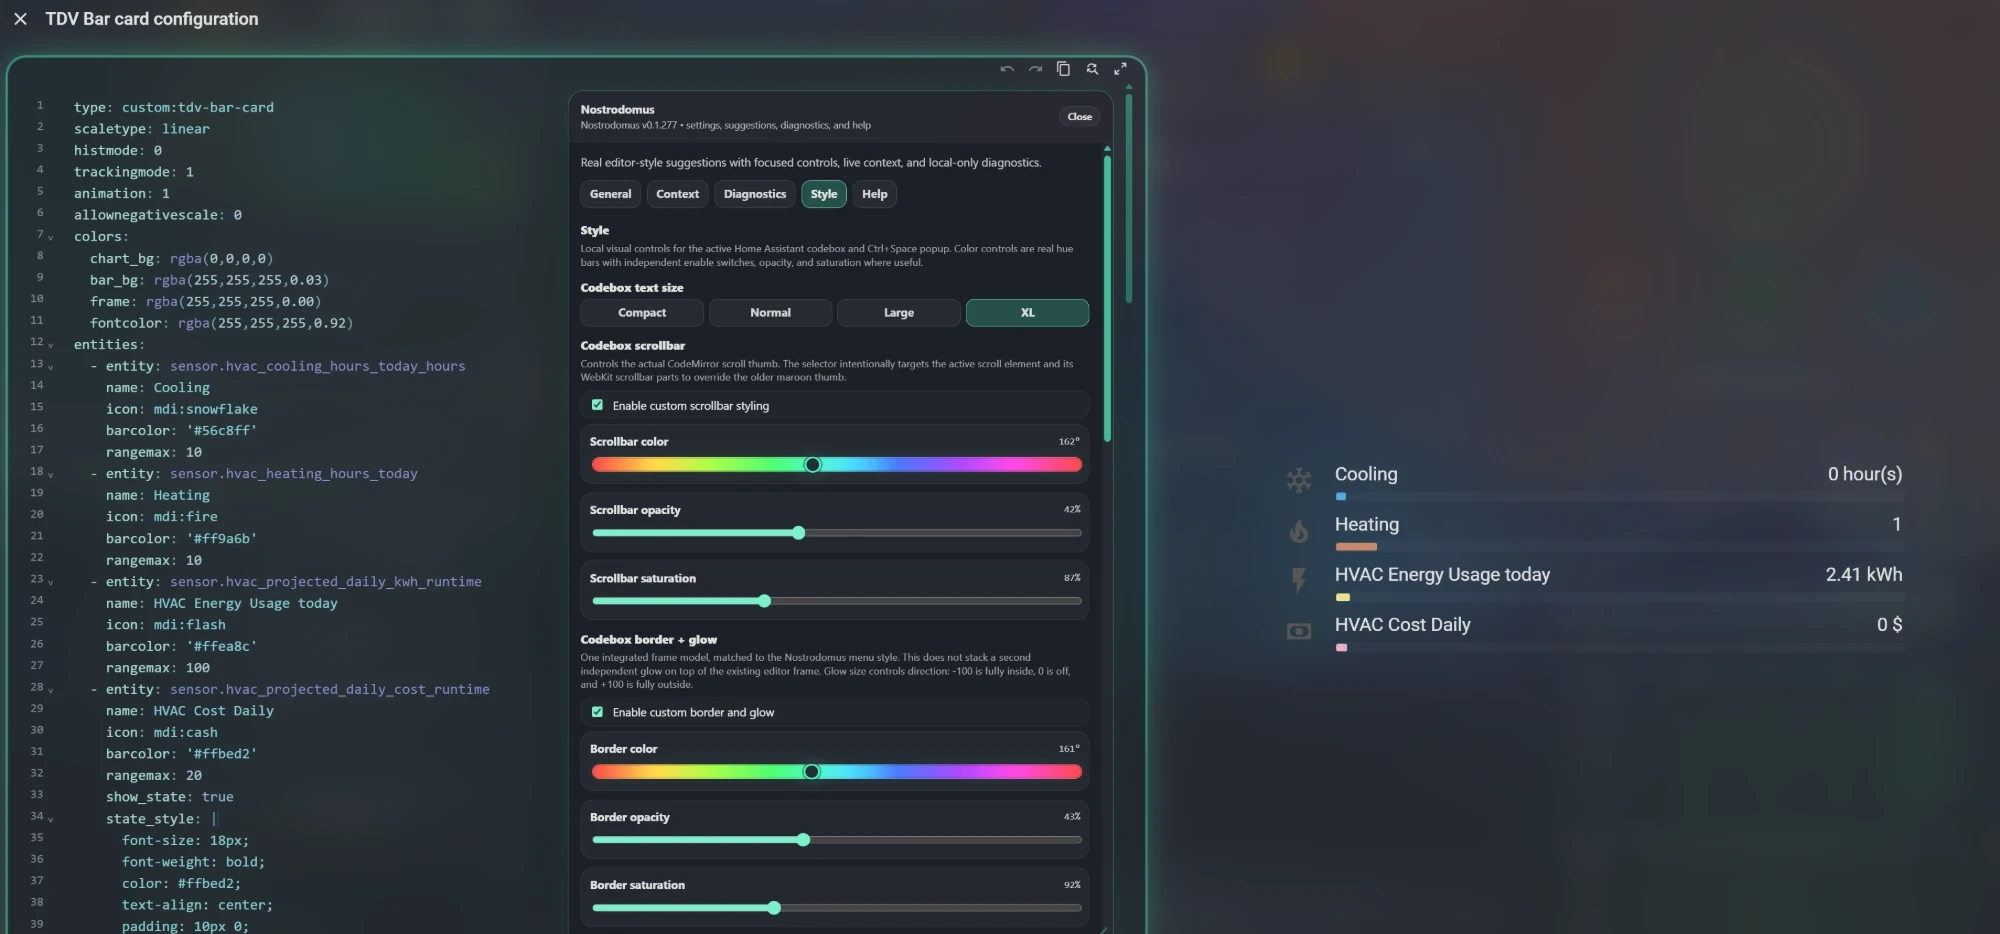 TDV Bar card configuration
1 type: custom:tdv-bar-card
2 scaletype: linear
3 histmode: 0
4 trackingmode: 1
5 animation: 1
6 allownegativescale: 0
7 colors:
8 chart_bg: rgba(0,0,0,0)
9 bar_bg: rgba(255,255,255,0.03)
10 frame: rgba(255,255,255,0.00)
11 fontcolor: rgba(255,255,255,0.92)
12 entities:
13 - entity: sensor.hvac_cooling_hours_today_hours
14 name: Cooling
15 icon: mdi:snowflake
16 barcolor: '#56c8ff'
17 rangemax: 10
18 - entity: sensor.hvac_heating_hours_today
19 name: Heating
20 icon: mdi:fire
21 barcolor: '#ff9a6b'
22 rangemax: 10
23 - entity: sensor.hvac_projected_daily_kwh_runtime
24 name: HVAC Energy Usage today
25 icon: mdi:flash
26 barcolor: '#ffea8c'
27 rangemax: 100
28 - entity: sensor.hvac_projected_daily_cost_runtime
29 name: HVAC Cost Daily
30 icon: mdi:cash
31 barcolor: '#ffbed2'
32 rangemax: 20
33 show_state: true
34 state_style: |
35 font-size: 18px;
36 font-weight: bold;
37 color: #ffbed2;
38 text-align: center;
39 padding: 10px 0;
Nostrodomus
Nostrodomus v0.1.277 • settings, suggestions, diagnostics, and help
Close
Real editor-style suggestions with focused controls, live context, and local-only diagnostics.
General Context Diagnostics Style Help
Style
Local visual controls for the active Home Assistant codebox and Ctrl+Space popup. Color controls are real hue
bars with independent enable switches, opacity, and saturation where useful.
Codebox text size
Compact Normal Large XL
Codebox scrollbar
Controls the actual CodeMirror scroll thumb. The selector intentionally targets the active scroll element and its
WebKit scrollbar parts to override the older maroon thumb.
Enable custom scrollbar styling
Scrollbar color 162°
Scrollbar opacity 42%
Scrollbar saturation 87%
Codebox border + glow
One integrated frame model, matched to the Nostrodomus menu style. This does not stack a second
independent glow on top of the existing editor frame. Glow size controls direction: -100 is fully inside, 0 is off,
and +100 is fully outside.
Enable custom border and glow
Border color 161°
Border opacity 43%
Border saturation 92%
Cooling 0 hour(s)
Heating 1
HVAC Energy Usage today 2.41 kWh
HVAC Cost Daily 0 $